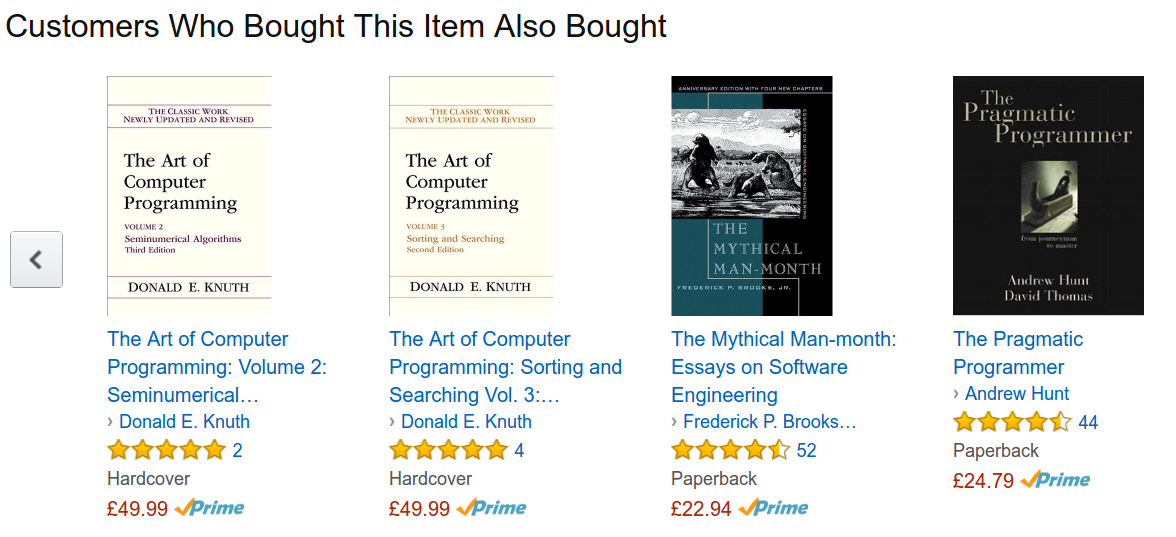 Customers Who Bought This Item Also Bought
THE CLASSIC WORK
NEWLY UPDATED AND REVISED
The Art of
Computer
Programming
VOLUME 2
Seminumerical Algorithms
Third Edition
DONALD E. KNUTH
The Art of Computer
Programming: Volume 2:
Seminumerical…
› Donald E. Knuth
2
Hardcover
£49.99 Prime
THE CLASSIC WORK
NEWLY UPDATED AND REVISED
The Art of
Computer
Programming
VOLUME 3
Sorting and Searching
Second Edition
DONALD E. KNUTH
The Art of Computer
Programming: Sorting and
Searching Vol. 3:…
› Donald E. Knuth
4
Hardcover
£49.99 Prime
ANNIVERSARY EDITION WITH FOUR NEW CHAPTERS
ESSAYS ON SOFTWARE ENGINEERING
THE
MYTHICAL
MAN-MONTH
FREDERICK P. BROOKS, JR.
The Mythical Man-month:
Essays on Software
Engineering
› Frederick P. Brooks…
52
Paperback
£22.94 Prime
The
Pragmatic
Programmer
from journeyman
to master
Andrew Hunt
David Thomas
The Pragmatic
Programmer
› Andrew Hunt
44
Paperback
£24.79 Prime